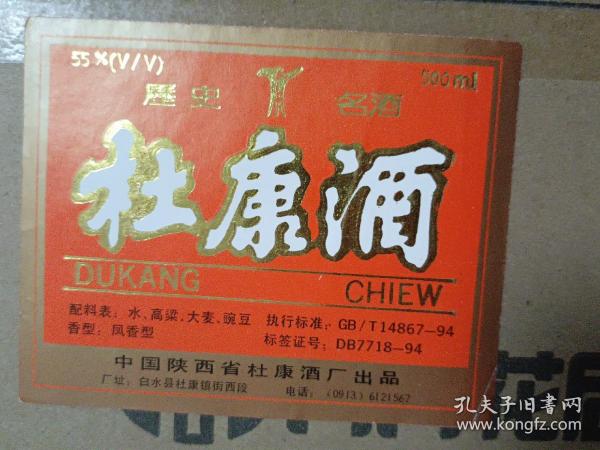 55%(V/V)
500ml
歷史
名酒
杜康酒
DUKANG
CHIEW
配料表：水、高粱、大麦、豌豆
执行标准：GB/T14867-94
香型：凤香型
标签证号：DB7718-94
中国陕西省杜康酒厂出品
厂址：白水县杜康镇街西段
电话：(0913)6121567
孔夫子旧书网
www.kongfz.com